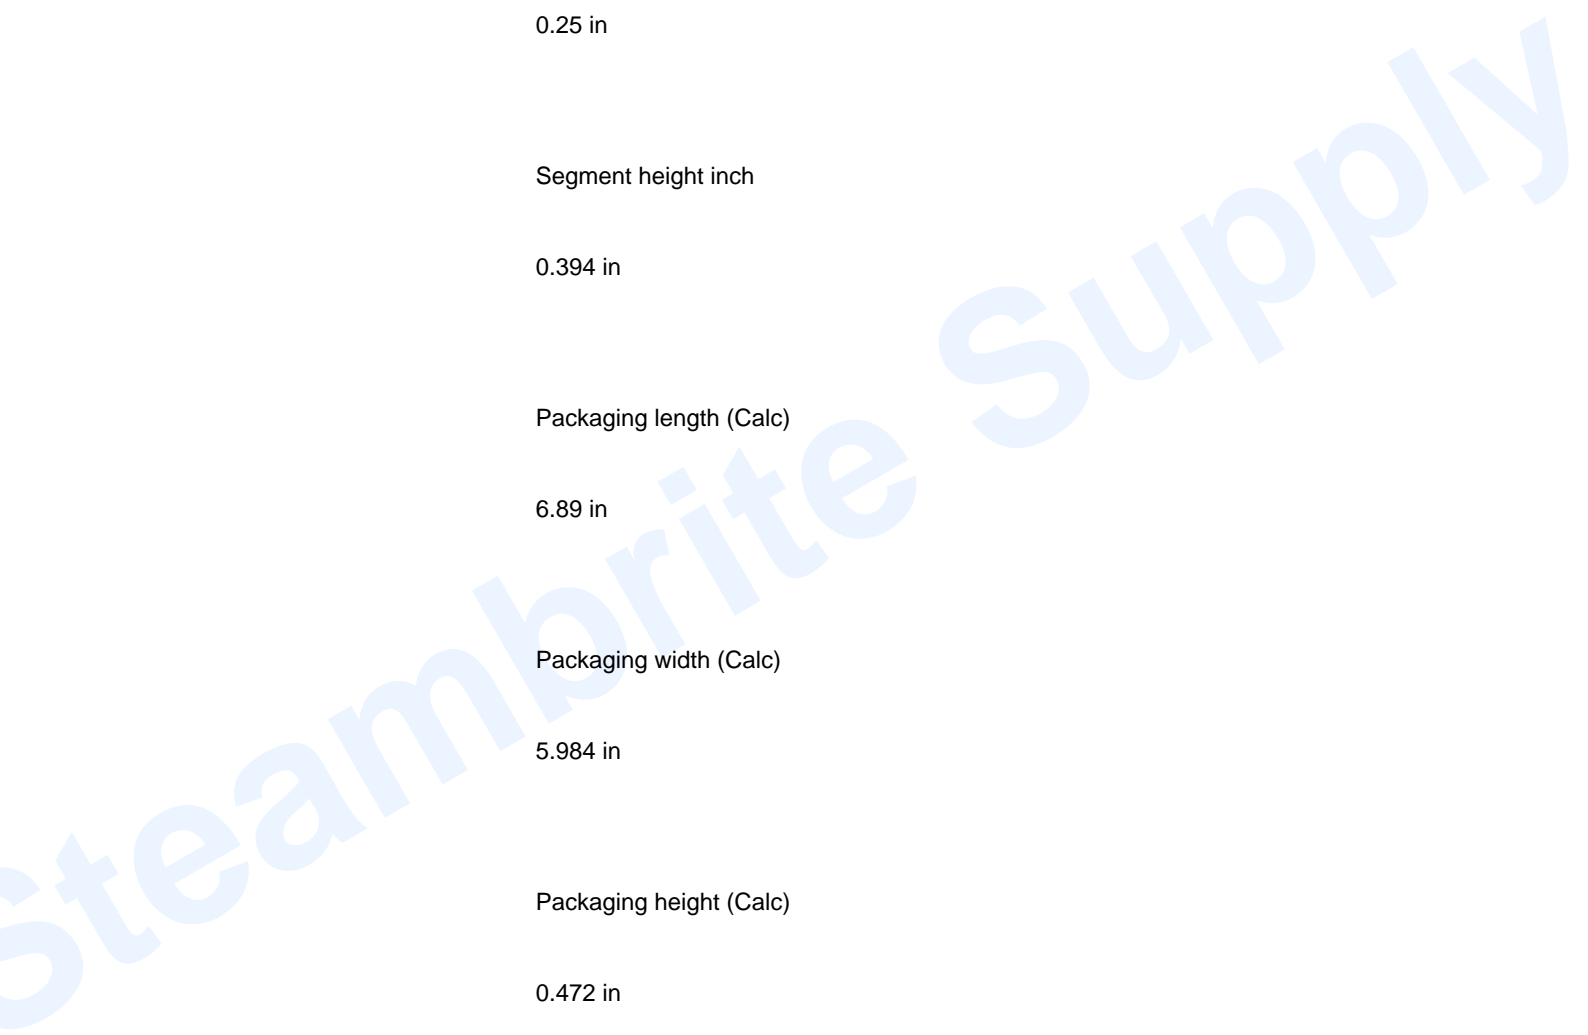 0.25 in
Segment height inch
0.394 in
Packaging length (Calc)
6.89 in
Packaging width (Calc)
5.984 in
Packaging height (Calc)
0.472 in
Steambrite Supply